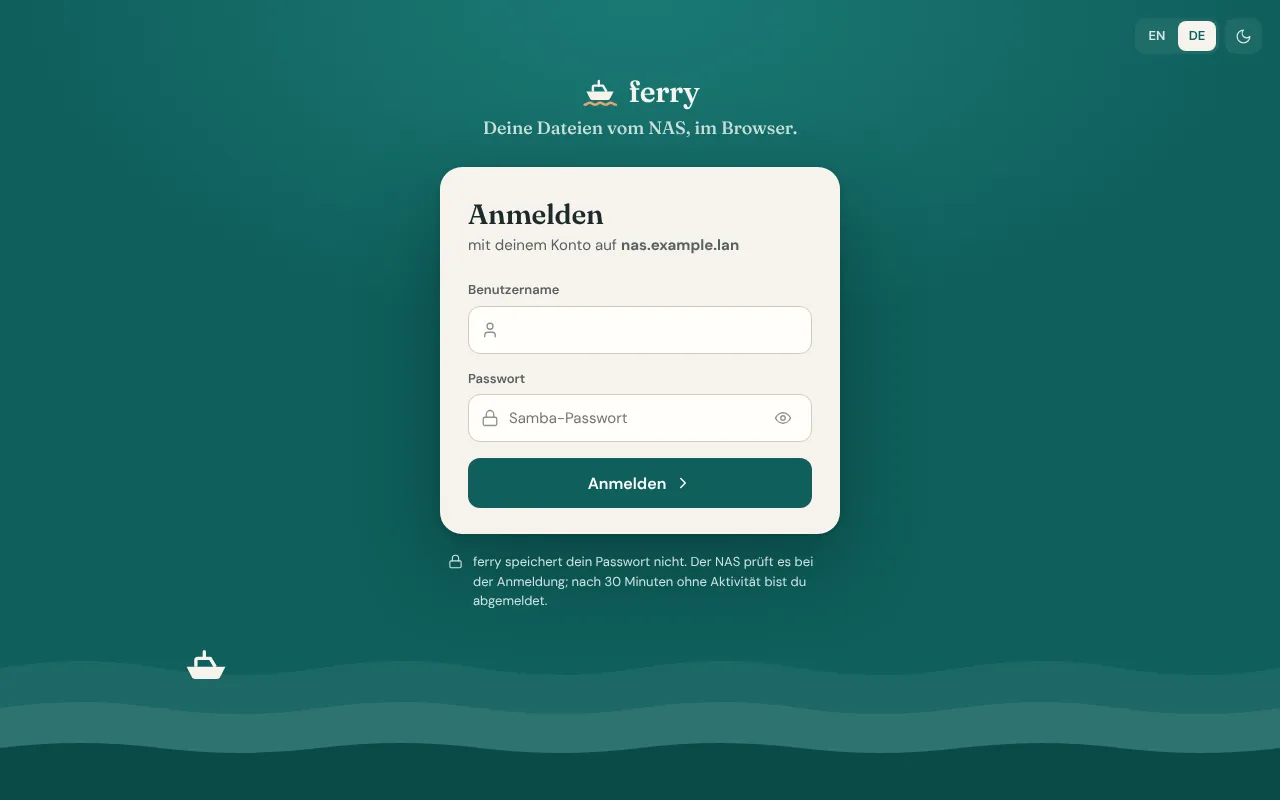 EN DE
ferry
Deine Dateien vom NAS, im Browser.
Anmelden
mit deinem Konto auf nas.example.lan
Benutzername
Passwort
Samba-Passwort
Anmelden
ferry speichert dein Passwort nicht. Der NAS prüft es bei
der Anmeldung; nach 30 Minuten ohne Aktivität bist du
abgemeldet.